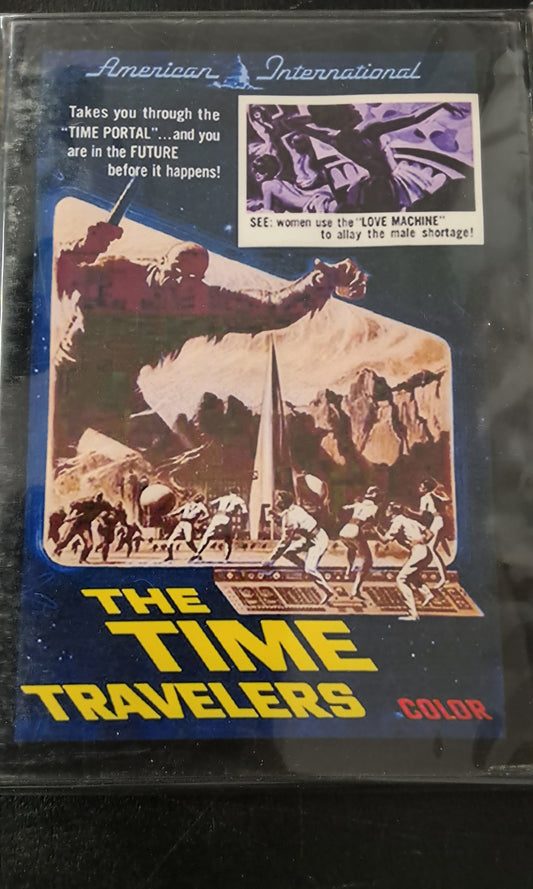 American International
Takes you through the
"TIME PORTAL"...and you
are in the FUTURE
before it happens!
SEE: women use the "LOVE MACHINE"
to allay the male shortage!
THE
TIME
TRAVELERS
COLOR